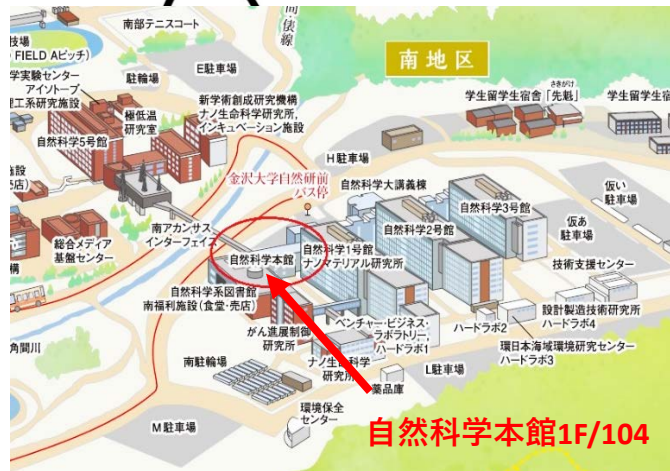 南部テニスコート
間・俵線
技場
FIELD Aピッチ)
E駐車場
南地区
学実験センター
アイソトープ
理工系研究施設
駐輪場
極低温
研究室
新学術創成研究機構
ナノ生命科学研究所,
インキュベーション施設
さきがけ
学生留学生宿舎「先魁」
学生留学生宿
自然科学5号館
H駐車場
金沢大学自然研前
バス停
自然科学大講義棟
自然科学3号館
仮い
駐車場
施設
売店)
南アカンサス
インターフェイス
自然科学2号館
仮あ
駐車場
総合メディア
基盤センター
構
自然科学本館
自然科学1号館
ナノマテリアル研究所
技術支援センター
自然科学系図書館
南福利施設(食堂・売店)
設計製造技術研究所
ハードラボ4
がん進展制御
研究所
ベンチャー・ビジネス・
ラボラトリー,
ハードラボ1
ハードラボ2
環日本海域環境研究センター
ハードラボ3
角間川
南駐輪場
ナノ生命科学
研究所
L駐車場
薬品庫
環境保全
センター
M駐車場
自然科学本館1F/104